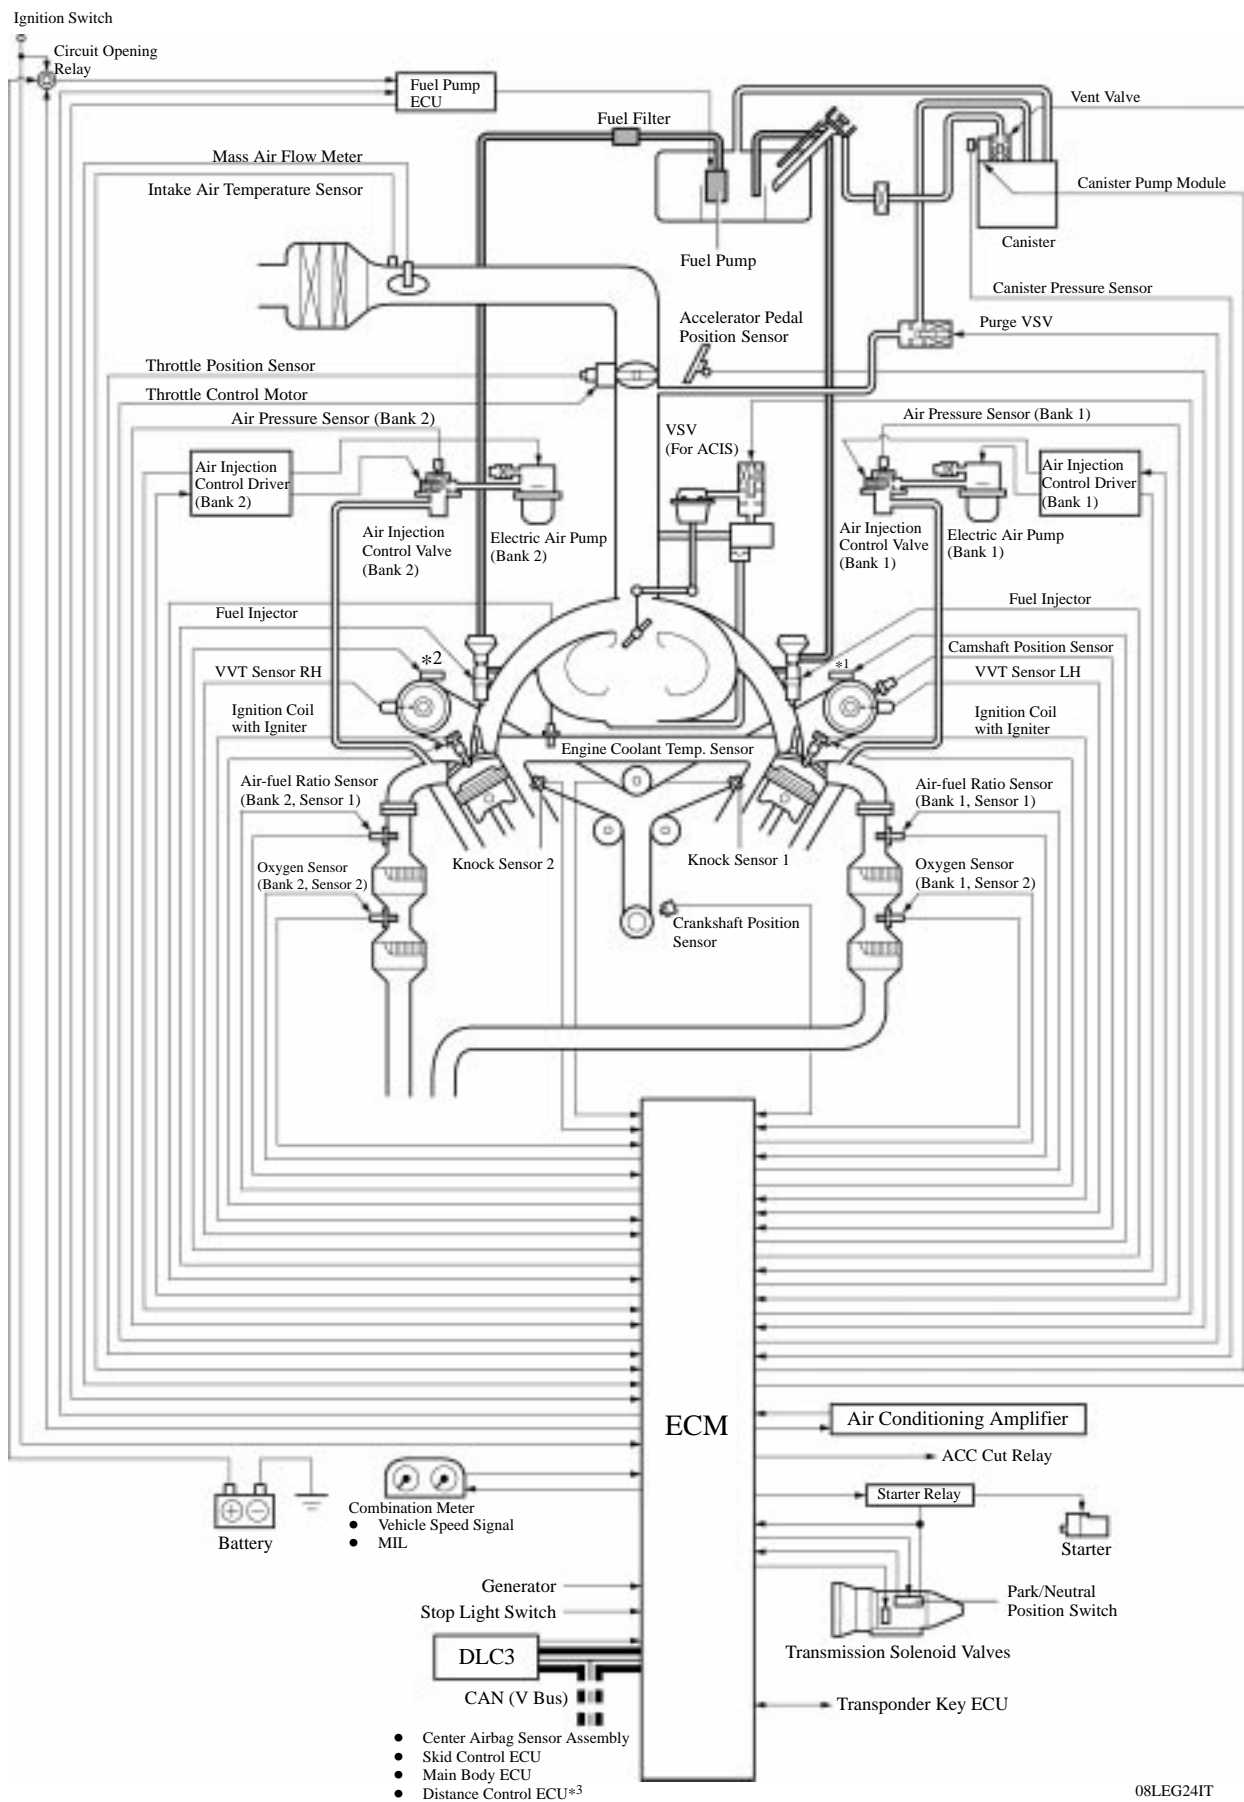 Ignition Switch
Circuit Opening
Relay
Fuel Pump
ECU
Fuel Filter
Vent Valve
Mass Air Flow Meter
Intake Air Temperature Sensor
Canister Pump Module
Canister
Fuel Pump
Canister Pressure Sensor
Accelerator Pedal
Position Sensor
Purge VSV
Throttle Position Sensor
Throttle Control Motor
Air Pressure Sensor (Bank 2)
Air Pressure Sensor (Bank 1)
VSV
(For ACIS)
Air Injection
Control Driver
(Bank 2)
Air Injection
Control Driver
(Bank 1)
Air Injection
Control Valve
(Bank 2)
Electric Air Pump
(Bank 2)
Air Injection
Control Valve
(Bank 1)
Electric Air Pump
(Bank 1)
Fuel Injector
Fuel Injector
*2
*1
Camshaft Position Sensor
VVT Sensor RH
VVT Sensor LH
Ignition Coil
with Igniter
Ignition Coil
with Igniter
Engine Coolant Temp. Sensor
Air-fuel Ratio Sensor
(Bank 2, Sensor 1)
Air-fuel Ratio Sensor
(Bank 1, Sensor 1)
Knock Sensor 2
Knock Sensor 1
Oxygen Sensor
(Bank 2, Sensor 2)
Oxygen Sensor
(Bank 1, Sensor 2)
Crankshaft Position
Sensor
ECM
Air Conditioning Amplifier
ACC Cut Relay
Combination Meter
● Vehicle Speed Signal
● MIL
Battery
Starter Relay
Starter
Generator
Stop Light Switch
Park/Neutral
Position Switch
Transmission Solenoid Valves
DLC3
CAN (V Bus)
Transponder Key ECU
● Center Airbag Sensor Assembly
● Skid Control ECU
● Main Body ECU
● Distance Control ECU*3
08LEG24IT